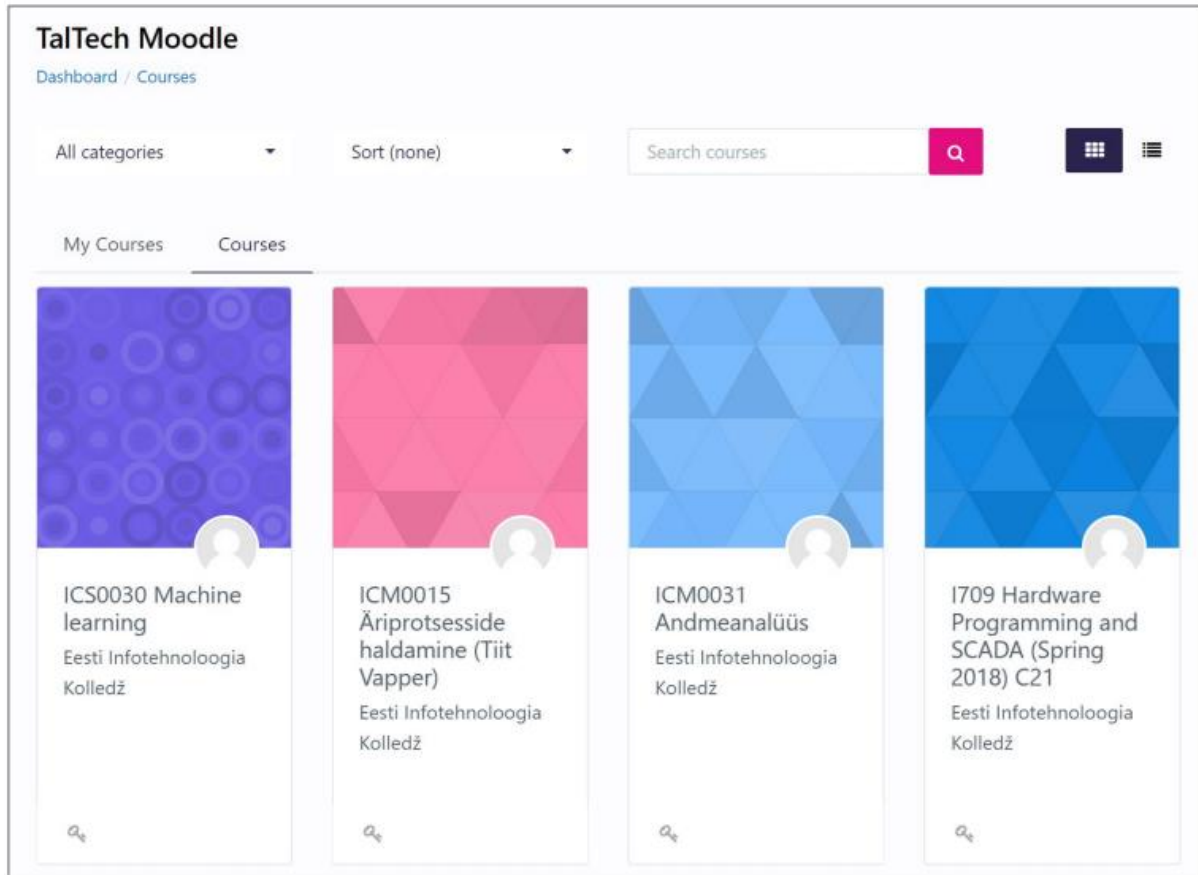 TalTech Moodle
Dashboard / Courses
All categories
Sort (none)
Search courses
My Courses
Courses
ICS0030 Machine
learning
Eesti Infotehnoloogia
Kolledž
ICM0015
Äriprotsesside
haldamine (Tiit
Vapper)
Eesti Infotehnoloogia
Kolledž
ICM0031
Andmeanalüüs
Eesti Infotehnoloogia
Kolledž
I709 Hardware
Programming and
SCADA (Spring
2018) C21
Eesti Infotehnoloogia
Kolledž